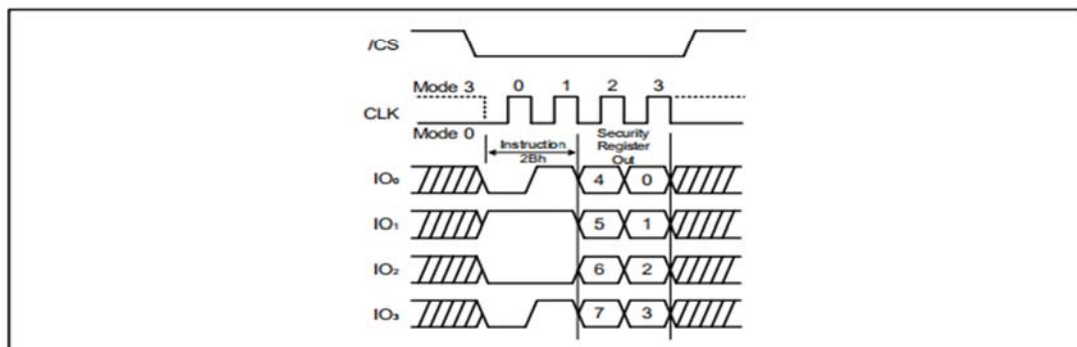 /CS
Mode 3 0 1 2 3
CLK
Mode 0
Instruction
2Bh
Security
Register
Out
IO₀ 4 0
IO₁ 5 1
IO₂ 6 2
IO₃ 7 3